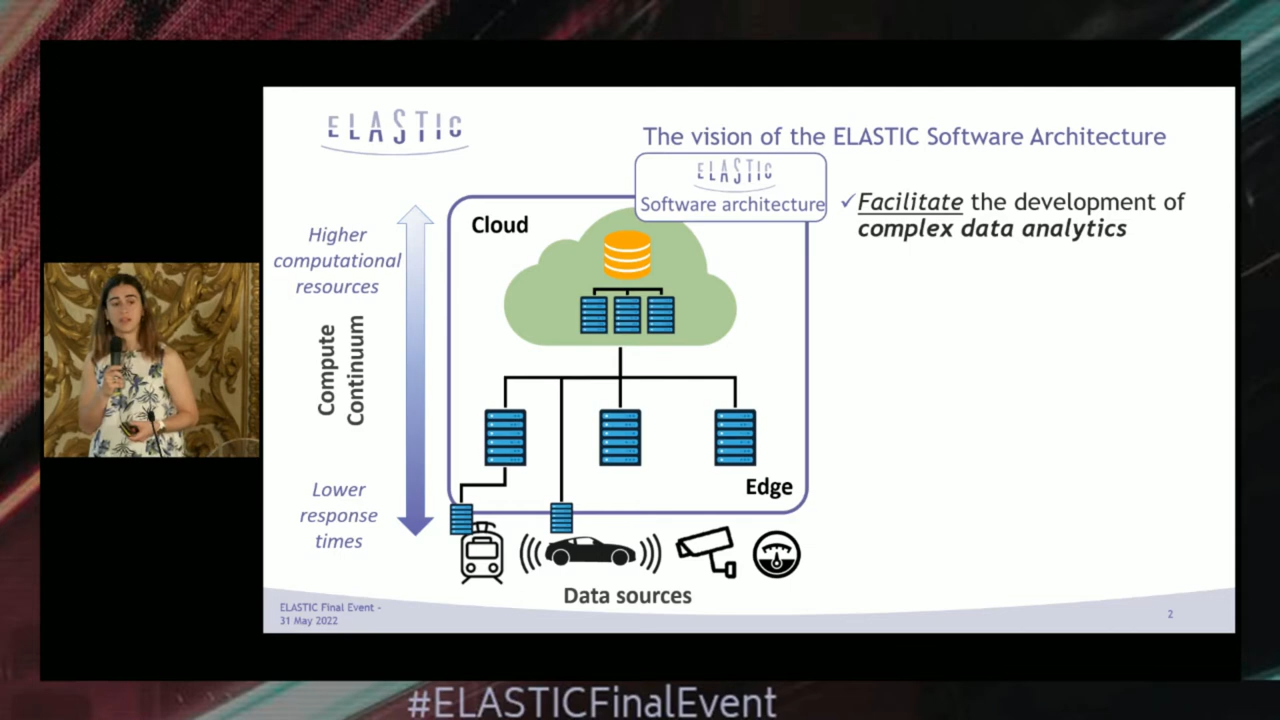 ELASTIC
The vision of the ELASTIC Software Architecture
ELASTIC
Software architecture
✓Facilitate the development of
complex data analytics
Cloud
Higher
computational
resources
Compute
Continuum
Lower
response
times
Edge
Data sources
ELASTIC Final Event –
31 May 2022
2
#ELASTICFinalEvent